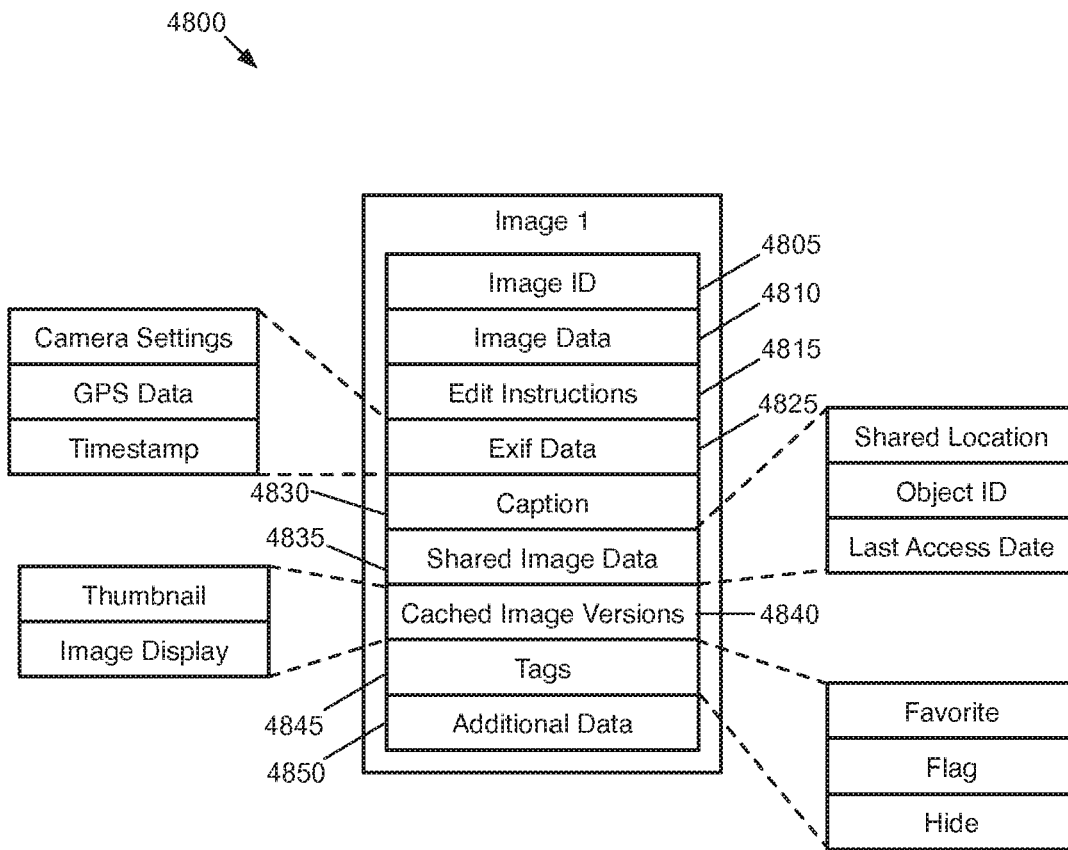 4800
Image 1
Image ID
4805
Image Data
4810
Edit Instructions
4815
Exif Data
4825
Camera Settings
GPS Data
Timestamp
Caption
4830
Shared Image Data
4835
Shared Location
Object ID
Last Access Date
Cached Image Versions
4840
Thumbnail
Image Display
Tags
4845
Favorite
Flag
Hide
Additional Data
4850